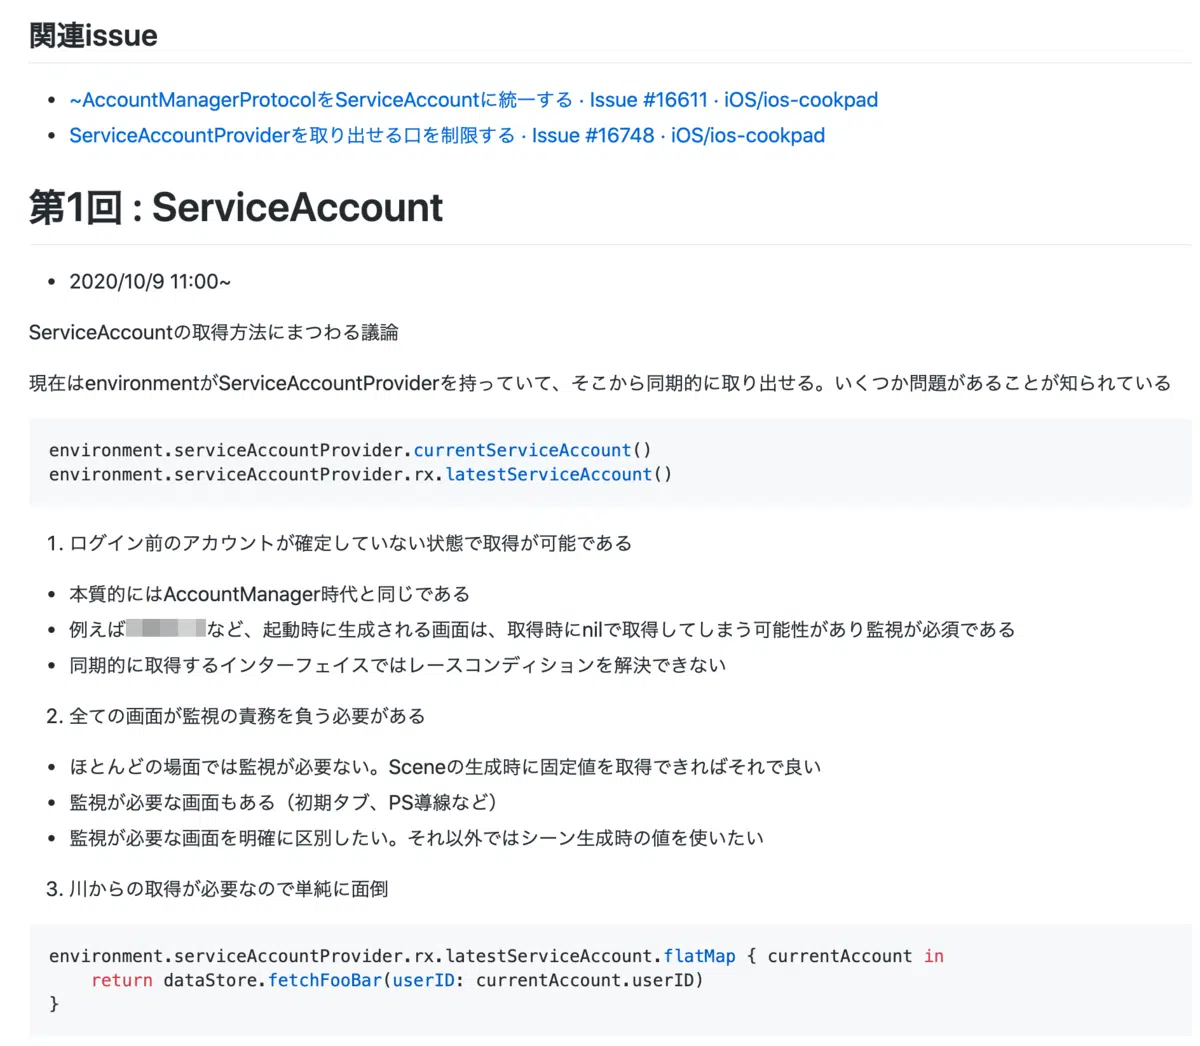 関連issue
• ~AccountManagerProtocolをServiceAccountに統一する · Issue #16611 · iOS/ios-cookpad
• ServiceAccountProviderを取り出せる口を制限する · Issue #16748 · iOS/ios-cookpad
第1回 : ServiceAccount
• 2020/10/9 11:00~
ServiceAccountの取得方法にまつわる議論
現在はenvironmentがServiceAccountProviderを持っていて、そこから同期的に取り出せる。いくつか問題があることが知られている
environment.serviceAccountProvider.currentServiceAccount()
environment.serviceAccountProvider.rx.latestServiceAccount()
1. ログイン前のアカウントが確定していない状態で取得が可能である
• 本質的にはAccountManager時代と同じである
• 例えばなど、起動時に生成される画面は、取得時にnilで取得してしまう可能性があり監視が必須である
• 同期的に取得するインターフェイスではレースコンディションを解決できない
2. 全ての画面が監視の責務を負う必要がある
• ほとんどの場面では監視が必要ない。Sceneの生成時に固定値を取得できればそれで良い
• 監視が必要な画面もある（初期タブ、PS導線など）
• 監視が必要な画面を明確に区別したい。それ以外ではシーン生成時の値を使いたい
3. 川からの取得が必要なので単純に面倒
environment.serviceAccountProvider.rx.latestServiceAccount.flatMap { currentAccount in
    return dataStore.fetchFooBar(userID: currentAccount.userID)
}